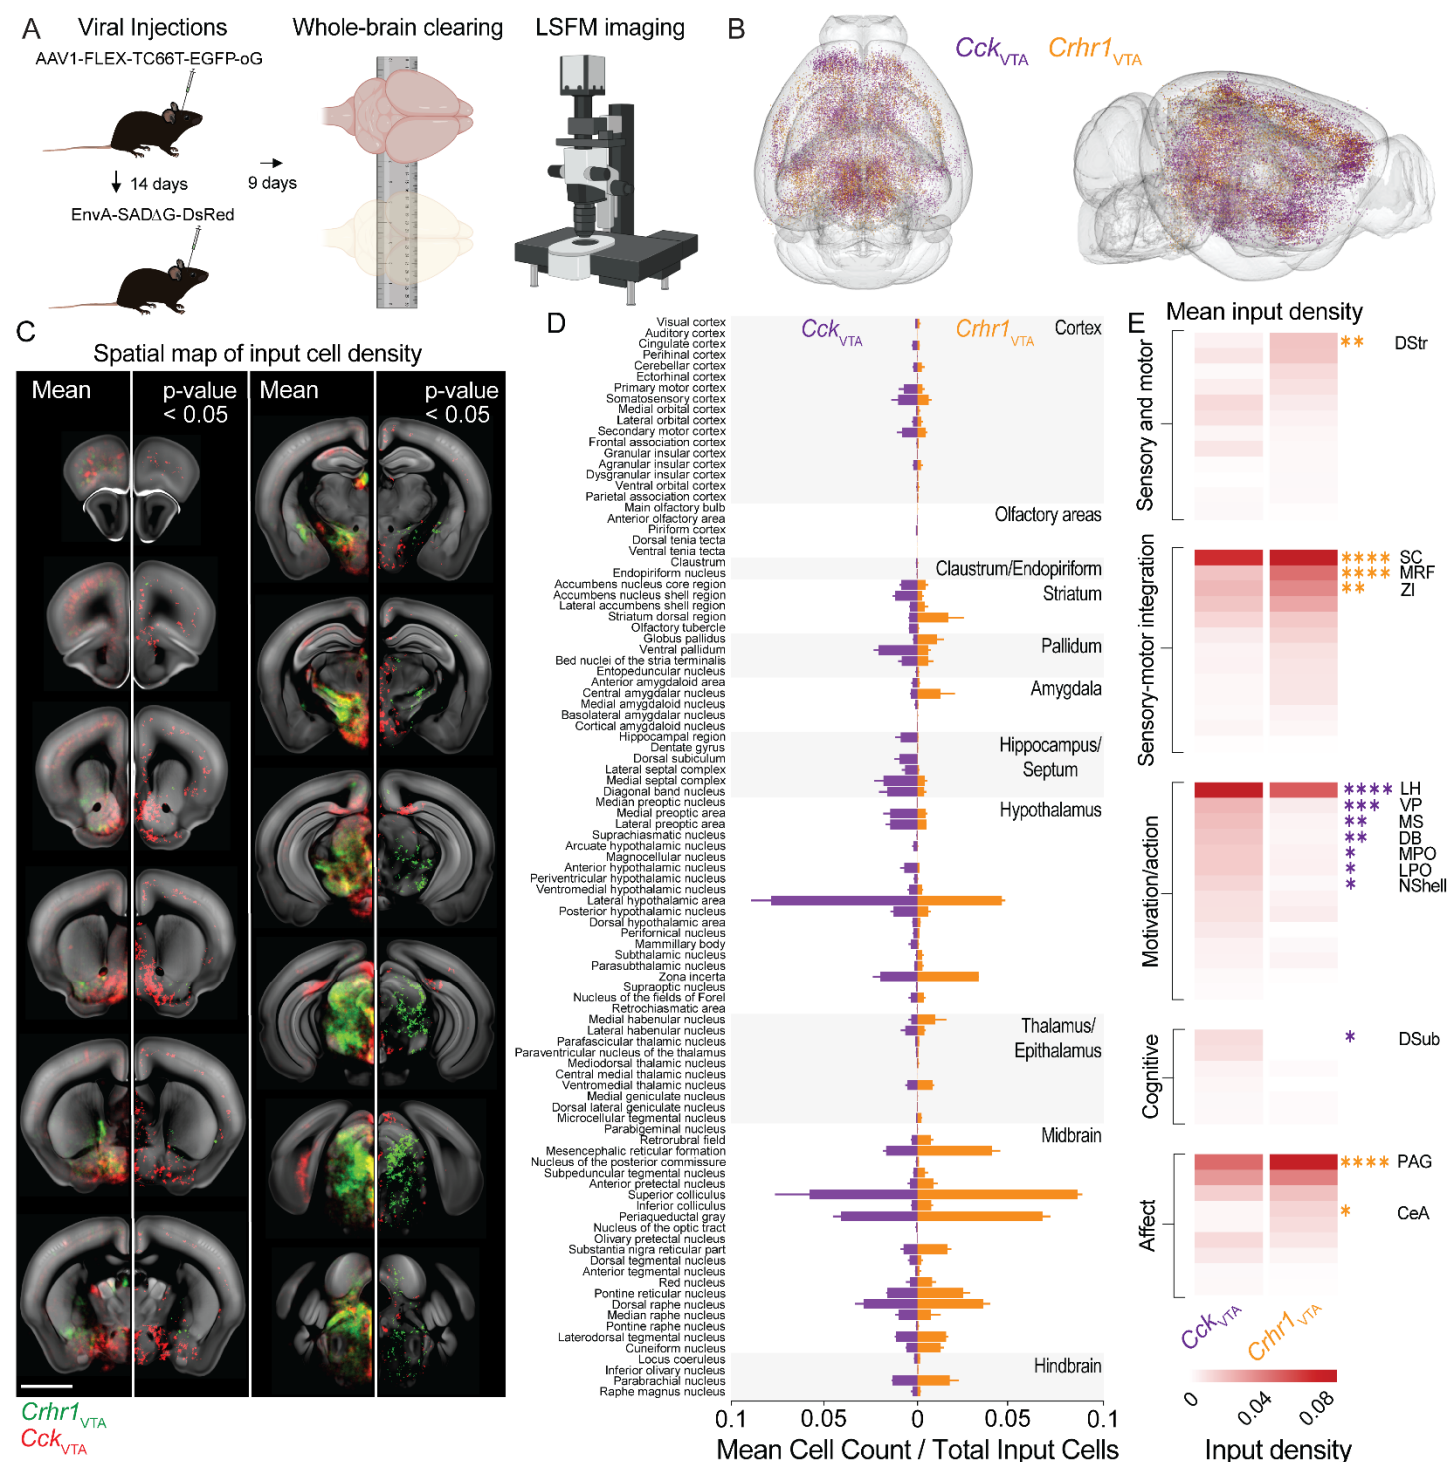 A
Viral Injections
Whole-brain clearing
LSFM imaging
AAV1-FLEX-TC66T-EGFP-oG
14 days
9 days
EnvA-SADΔG-DsRed
B
CckVTA Crhr1VTA
C
Spatial map of input cell density
Mean
p-value
< 0.05
Mean
p-value
< 0.05
Crhr1VTA
CckVTA
D
CckVTA
Crhr1VTA
Cortex
Visual cortex
Auditory cortex
Cingulate cortex
Perihinal cortex
Cerebellar cortex
Ectorhinal cortex
Primary motor cortex
Somatosensory cortex
Medial orbital cortex
Lateral orbital cortex
Secondary motor cortex
Frontal association cortex
Granular insular cortex
Agranular insular cortex
Dysgranular insular cortex
Ventral orbital cortex
Parietal association cortex
Olfactory areas
Main olfactory bulb
Anterior olfactory area
Piriform cortex
Dorsal tenia tecta
Ventral tenia tecta
Claustrum/Endopiriform
Claustrum
Endopiriform nucleus
Striatum
Accumbens nucleus core region
Accumbens nucleus shell region
Lateral accumbens shell region
Striatum dorsal region
Olfactory tubercle
Pallidum
Globus pallidus
Ventral pallidum
Bed nuclei of the stria terminalis
Entopeduncular nucleus
Amygdala
Anterior amygdaloid area
Central amygdalar nucleus
Medial amygdaloid nucleus
Basolateral amygdalar nucleus
Cortical amygdaloid nucleus
Hippocampus/
Septum
Hippocampal region
Dentate gyrus
Dorsal subiculum
Lateral septal complex
Medial septal complex
Diagonal band nucleus
Hypothalamus
Median preoptic nucleus
Medial preoptic area
Lateral preoptic area
Suprachiasmatic nucleus
Arcuate hypothalamic nucleus
Magnocellular nucleus
Anterior hypothalamic nucleus
Periventricular hypothalamic nucleus
Ventromedial hypothalamic nucleus
Lateral hypothalamic area
Posterior hypothalamic nucleus
Dorsal hypothalamic area
Perifornical nucleus
Mammillary body
Subthalamic nucleus
Parasubthalamic nucleus
Zona incerta
Supraoptic nucleus
Nucleus of the fields of Forel
Retrochiasmatic area
Thalamus/
Epithalamus
Medial habenular nucleus
Lateral habenular nucleus
Parafascicular thalamic nucleus
Paraventricular nucleus of the thalamus
Mediodorsal thalamic nucleus
Central medial thalamic nucleus
Ventromedial thalamic nucleus
Medial geniculate nucleus
Dorsal lateral geniculate nucleus
Microcellular tegmental nucleus
Midbrain
Parabigeminal nucleus
Retrorubral field
Mesencephalic reticular formation
Nucleus of the posterior commissure
Subpeduncular tegmental nucleus
Anterior pretectal nucleus
Superior colliculus
Inferior colliculus
Periaqueductal gray
Nucleus of the optic tract
Olivary pretectal nucleus
Substantia nigra reticular part
Dorsal tegmental nucleus
Anterior tegmental nucleus
Red nucleus
Pontine reticular nucleus
Dorsal raphe nucleus
Median raphe nucleus
Pontine raphe nucleus
Laterodorsal tegmental nucleus
Cuneiform nucleus
Hindbrain
Locus coeruleus
Inferior olivary nucleus
Parabrachial nucleus
Raphe magnus nucleus
0.1 0.05 0 0.05 0.1
Mean Cell Count / Total Input Cells
E
Mean input density
Sensory and motor
** DStr
Sensory-motor integration
**** SC
**** MRF
** ZI
Motivation/action
**** LH
*** VP
** MS
** DB
* MPO
* LPO
* NShell
Cognitive
* DSub
Affect
**** PAG
* CeA
CckVTA
Crhr1VTA
0 0.04 0.08
Input density